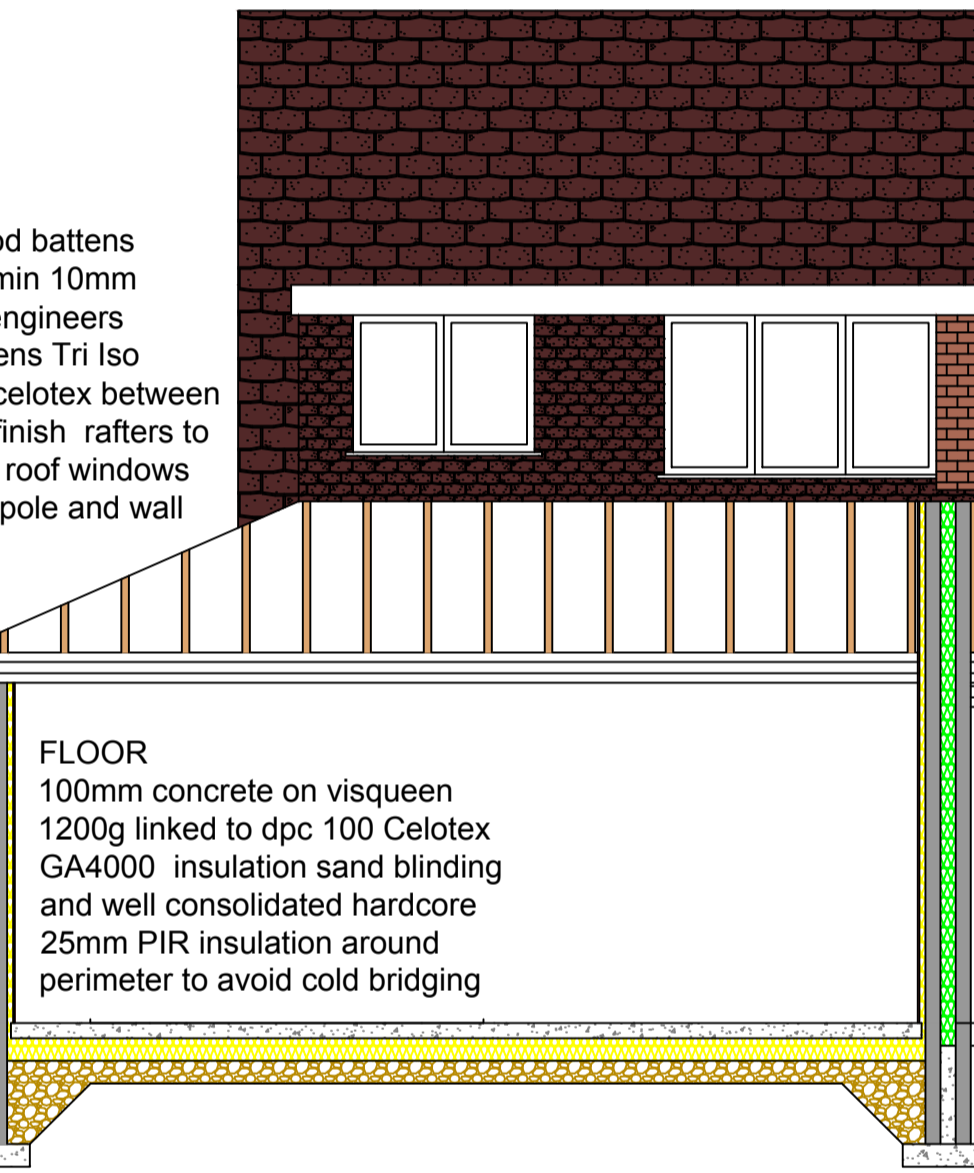 od battens
min 10mm
engineers
ens Tri Iso
celotex between
finish rafters to
roof windows
pole and wall
FLOOR
100mm concrete on visqueen
1200g linked to dpc 100 Celotex
GA4000 insulation sand blinding
and well consolidated hardcore
25mm PIR insulation around
perimeter to avoid cold bridging